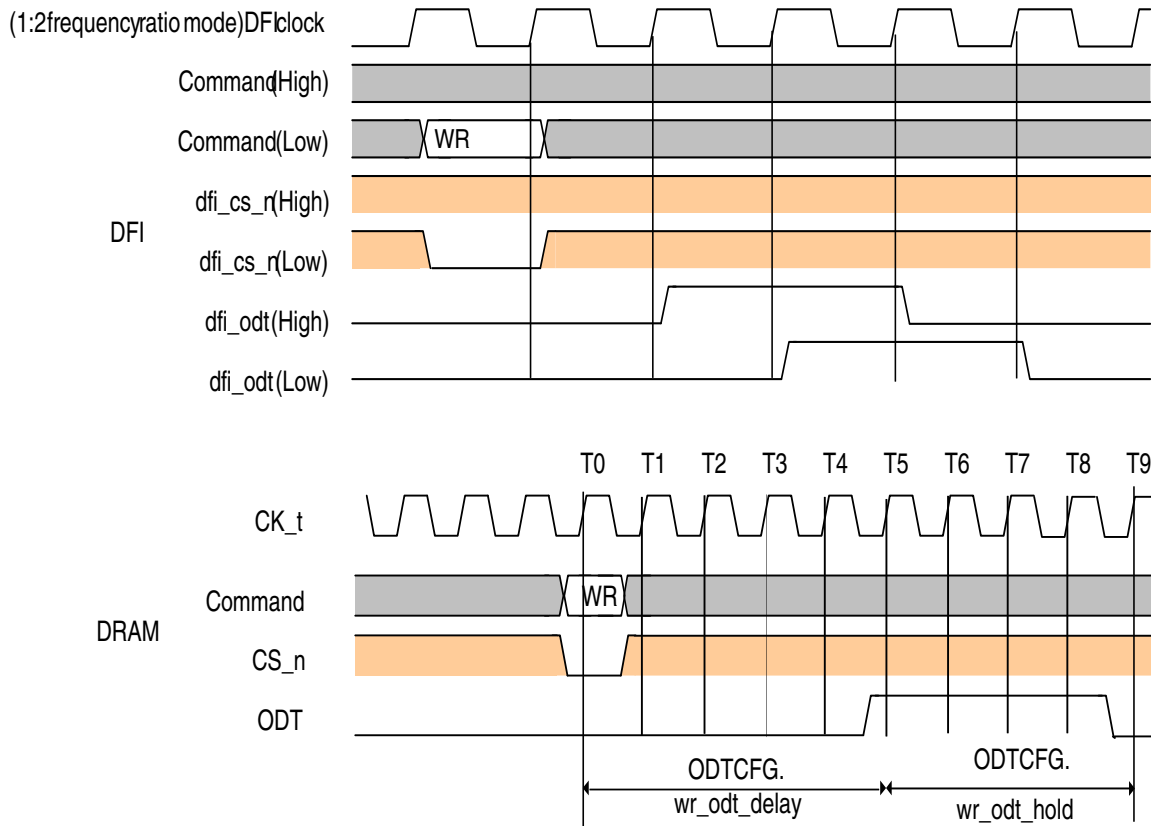 (1:2frequencyratio mode)DFIclock
Command(High)
Command(Low)
WR
dfi_cs_n(High)
DFI
dfi_cs_n(Low)
dfi_odt(High)
dfi_odt(Low)
T0 T1 T2 T3 T4 T5 T6 T7 T8 T9
CK_t
Command
WR
DRAM
CS_n
ODT
ODTCFG.
wr_odt_delay
ODTCFG.
wr_odt_hold